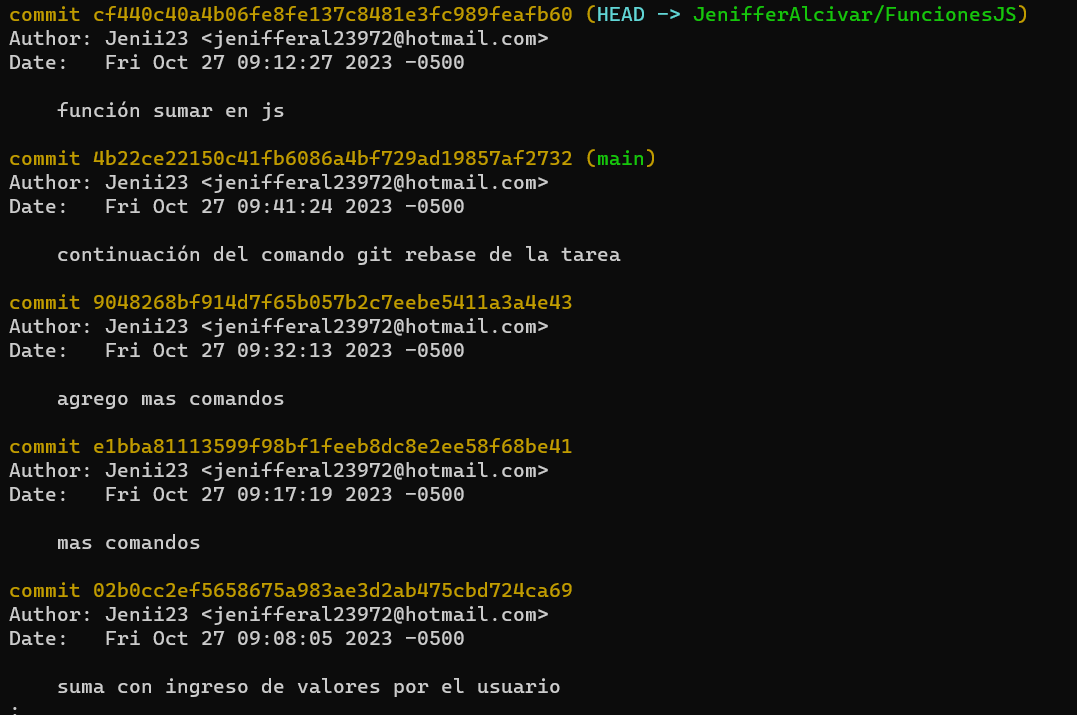 commit cf440c40a4b06fe8fe137c8481e3fc989feafb60 (HEAD -> JenifferAlcivar/FuncionesJS)
Author: Jenii23 <jenifferal23972@hotmail.com>
Date:   Fri Oct 27 09:12:27 2023 -0500
función sumar en js
commit 4b22ce22150c41fb6086a4bf729ad19857af2732 (main)
Author: Jenii23 <jenifferal23972@hotmail.com>
Date:   Fri Oct 27 09:41:24 2023 -0500
continuación del comando git rebase de la tarea
commit 9048268bf914d7f65b057b2c7eebe5411a3a4e43
Author: Jenii23 <jenifferal23972@hotmail.com>
Date:   Fri Oct 27 09:32:13 2023 -0500
agrego mas comandos
commit e1bba81113599f98bf1feeb8dc8e2ee58f68be41
Author: Jenii23 <jenifferal23972@hotmail.com>
Date:   Fri Oct 27 09:17:19 2023 -0500
mas comandos
commit 02b0cc2ef5658675a983ae3d2ab475cbd724ca69
Author: Jenii23 <jenifferal23972@hotmail.com>
Date:   Fri Oct 27 09:08:05 2023 -0500
suma con ingreso de valores por el usuario